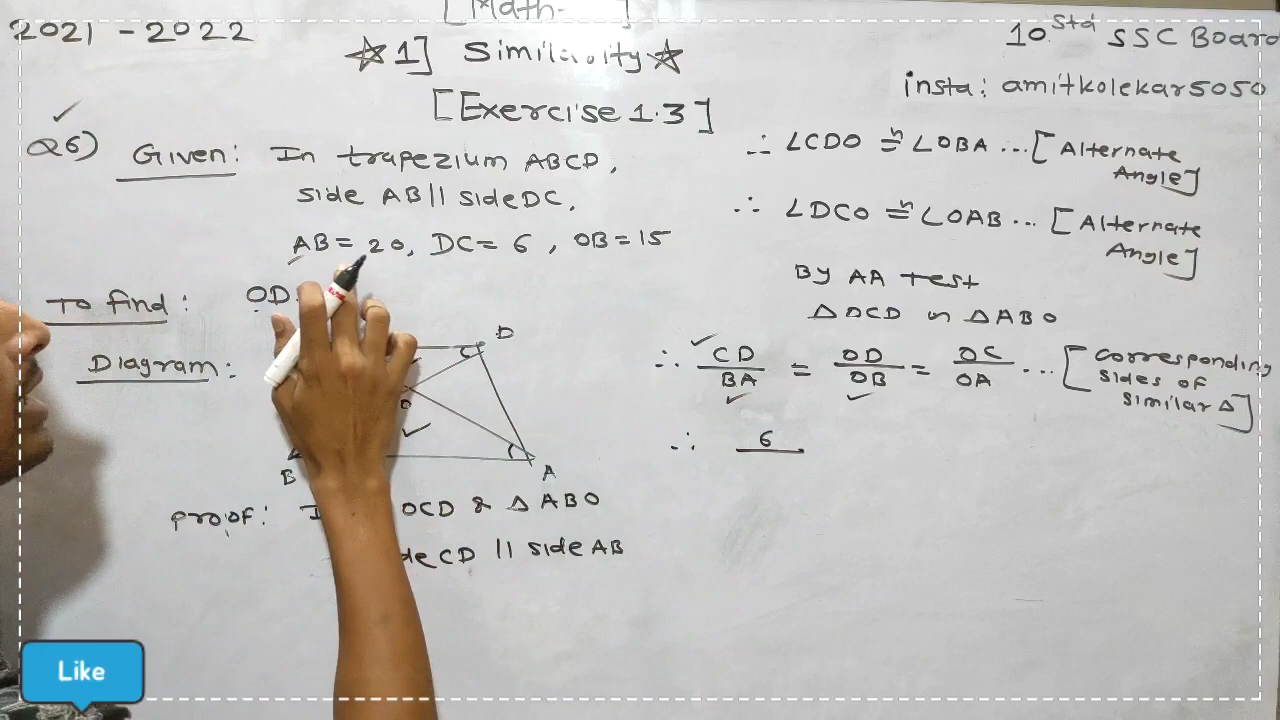 [Math-]
2021 - 2022
10 Std SSC Board
☆1] Similarity☆
insta: amitkolekar5050
[Exercise 1.3]
Q6) Given: In trapezium ABCD,
side AB || side DC,
AB = 20, DC = 6, OB = 15
To find: OD
Diagram:
D
O
B
A
proof: OCD & Δ ABO
CD || side AB
∴ ∠CDO ≅ ∠OBA ... [Alternate
Angle]
∴ ∠DCO ≅ ∠OAB ... [Alternate
Angle]
By AA Test
Δ OCD ~ Δ ABO
∴ CD/BA = OD/OB = OC/OA ... [corresponding
sides of
similar Δ]
∴ 6
Like